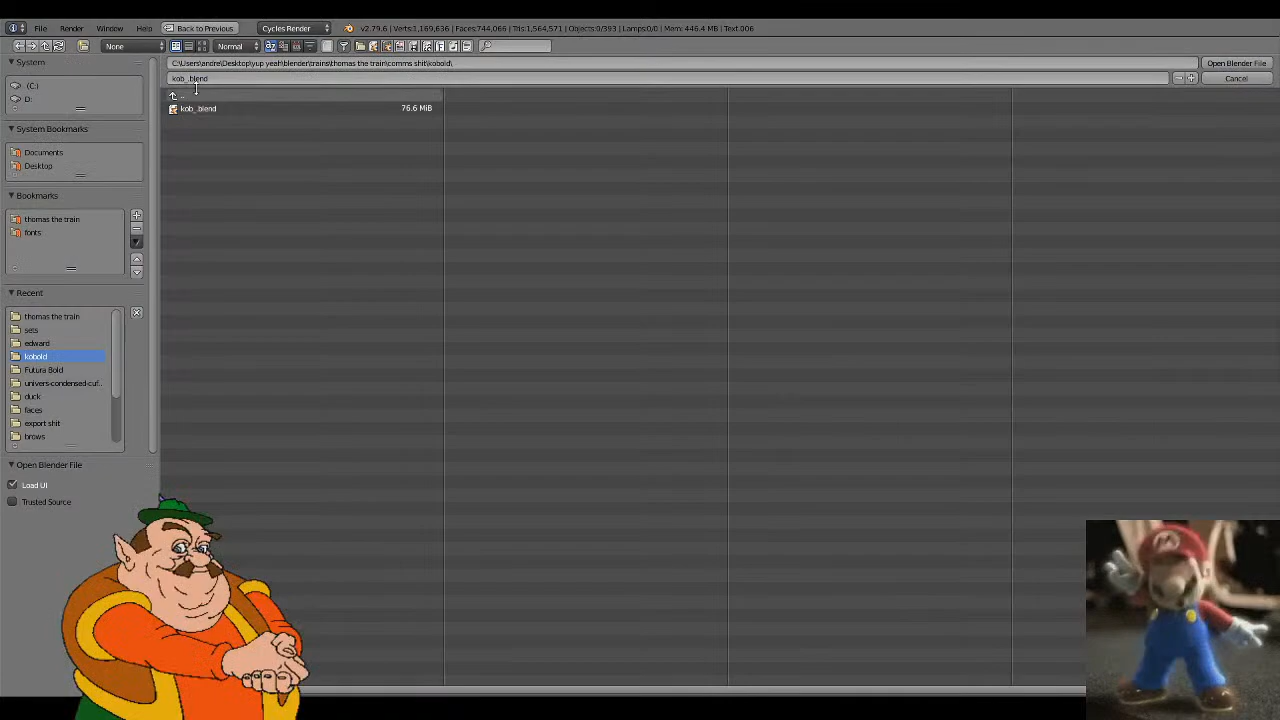 File Render Window Help Back to Previous Cycles Render v2.79.6 | Verts:1,169,636 | Faces:744,066 | Tris:1,564,571 | Objects:0/393 | Lamps:0/0 | Mem: 446.4 MB | Text.006
None Normal
System
C:\Users\andre\Desktop\yup yeah\blender\trains\thomas the train\comms shit\kobold\
Open Blender File
kob_.blend
Cancel
(C:)
D:
..
kob_.blend 76.6 MiB
System Bookmarks
Documents
Desktop
Bookmarks
thomas the train
fonts
Recent
thomas the train
sets
edward
kobold
Futura Bold
univers-condensed-cuf..
duck
faces
export shit
brows
Open Blender File
Load UI
Trusted Source
M